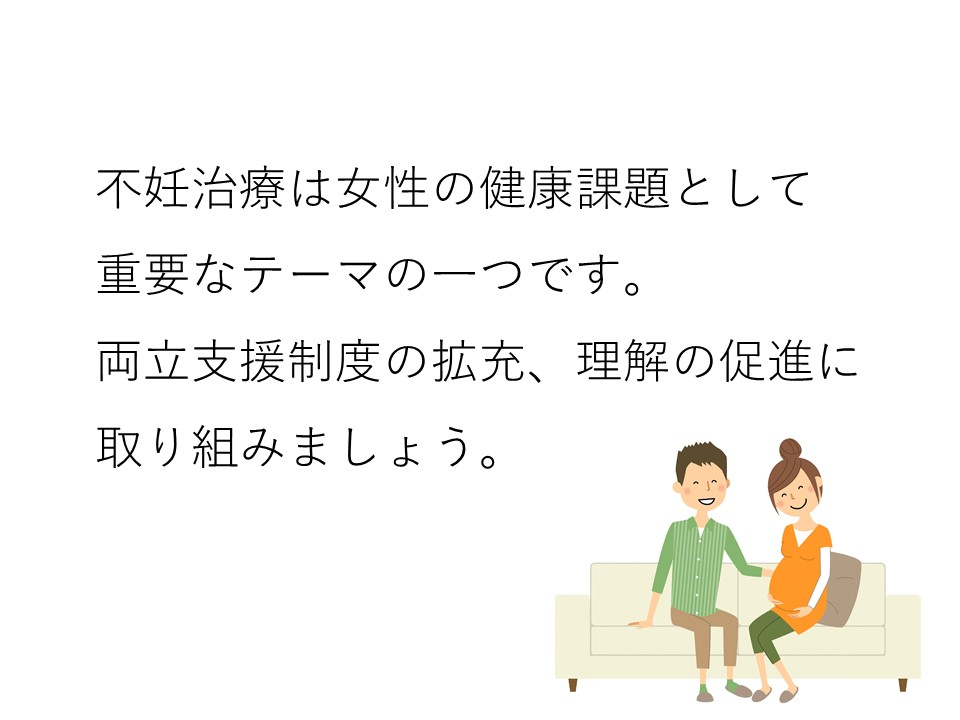 不妊治療は女性の健康課題として
重要なテーマの一つです。
両立支援制度の拡充、理解の促進に
取り組みましょう。